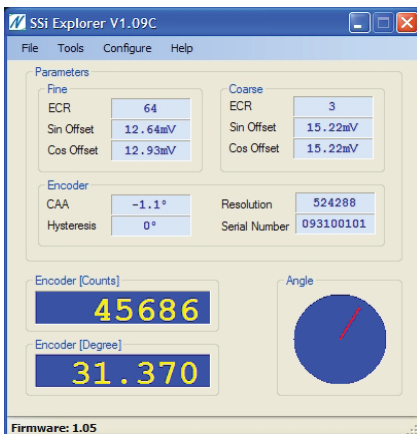 SSi Explorer V1.09C
File Tools Configure Help
Parameters
Fine
ECR 64
Sin Offset 12.64mV
Cos Offset 12.93mV
Coarse
ECR 3
Sin Offset 15.22mV
Cos Offset 15.22mV
Encoder
CAA -1.1°
Hysteresis 0°
Resolution 524288
Serial Number 093100101
Encoder [Counts]
45686
Encoder [Degree]
31.370
Angle
Firmware: 1.05